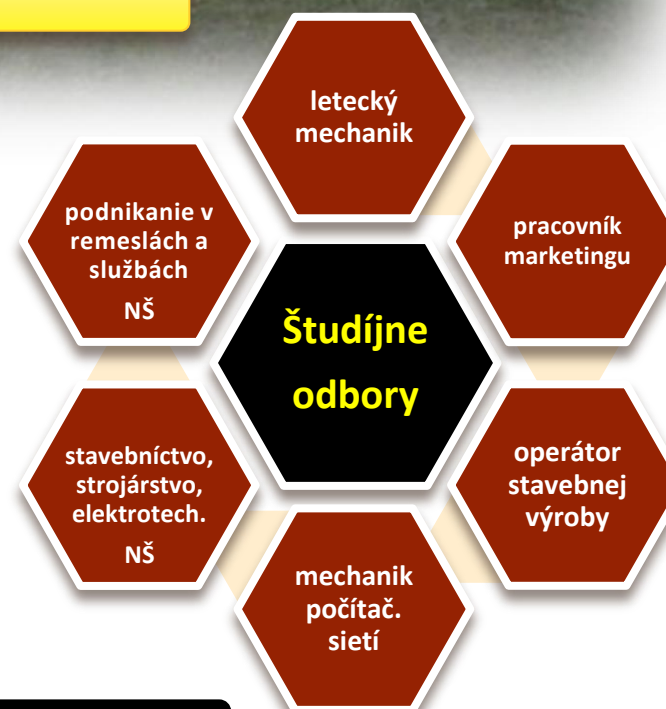 letecký
mechanik
pracovník
marketingu
operátor
stavebnej
výroby
mechanik
počítač.
sietí
stavebníctvo,
strojárstvo,
elektrotech.
NŠ
podnikanie v
remeslách a
službách
NŠ
Študíjne
odbory